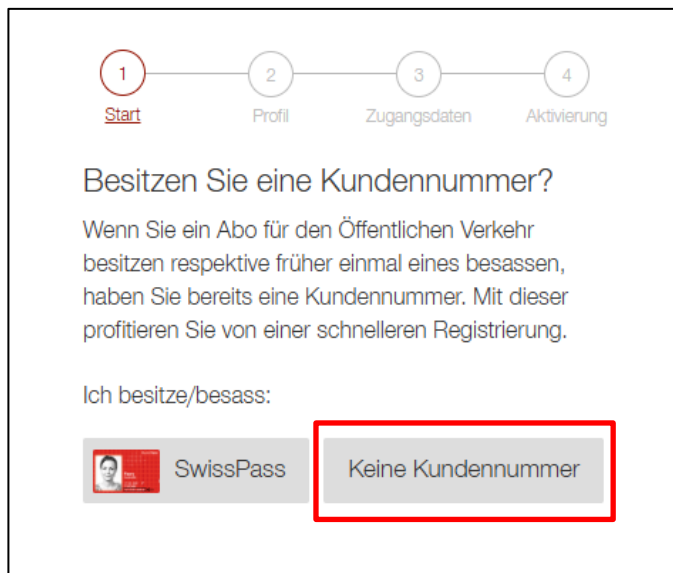 1 2 3 4
Start Profil Zugangsdaten Aktivierung
Besitzen Sie eine Kundennummer?
Wenn Sie ein Abo für den Öffentlichen Verkehr
besitzen respektive früher einmal eines besassen,
haben Sie bereits eine Kundennummer. Mit dieser
profitieren Sie von einer schnelleren Registrierung.
Ich besitze/besass:
SwissPass Keine Kundennummer